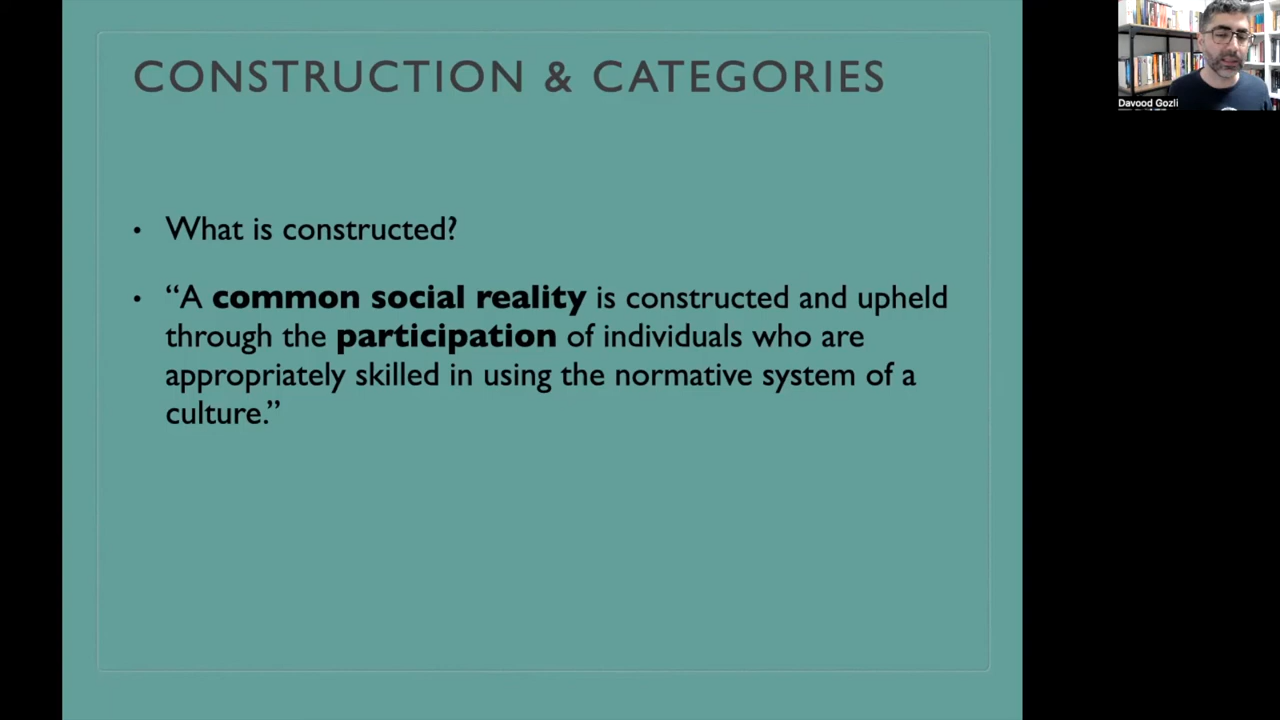 CONSTRUCTION & CATEGORIES
• What is constructed?
• “A common social reality is constructed and upheld
through the participation of individuals who are
appropriately skilled in using the normative system of a
culture.”
Davood Gozli